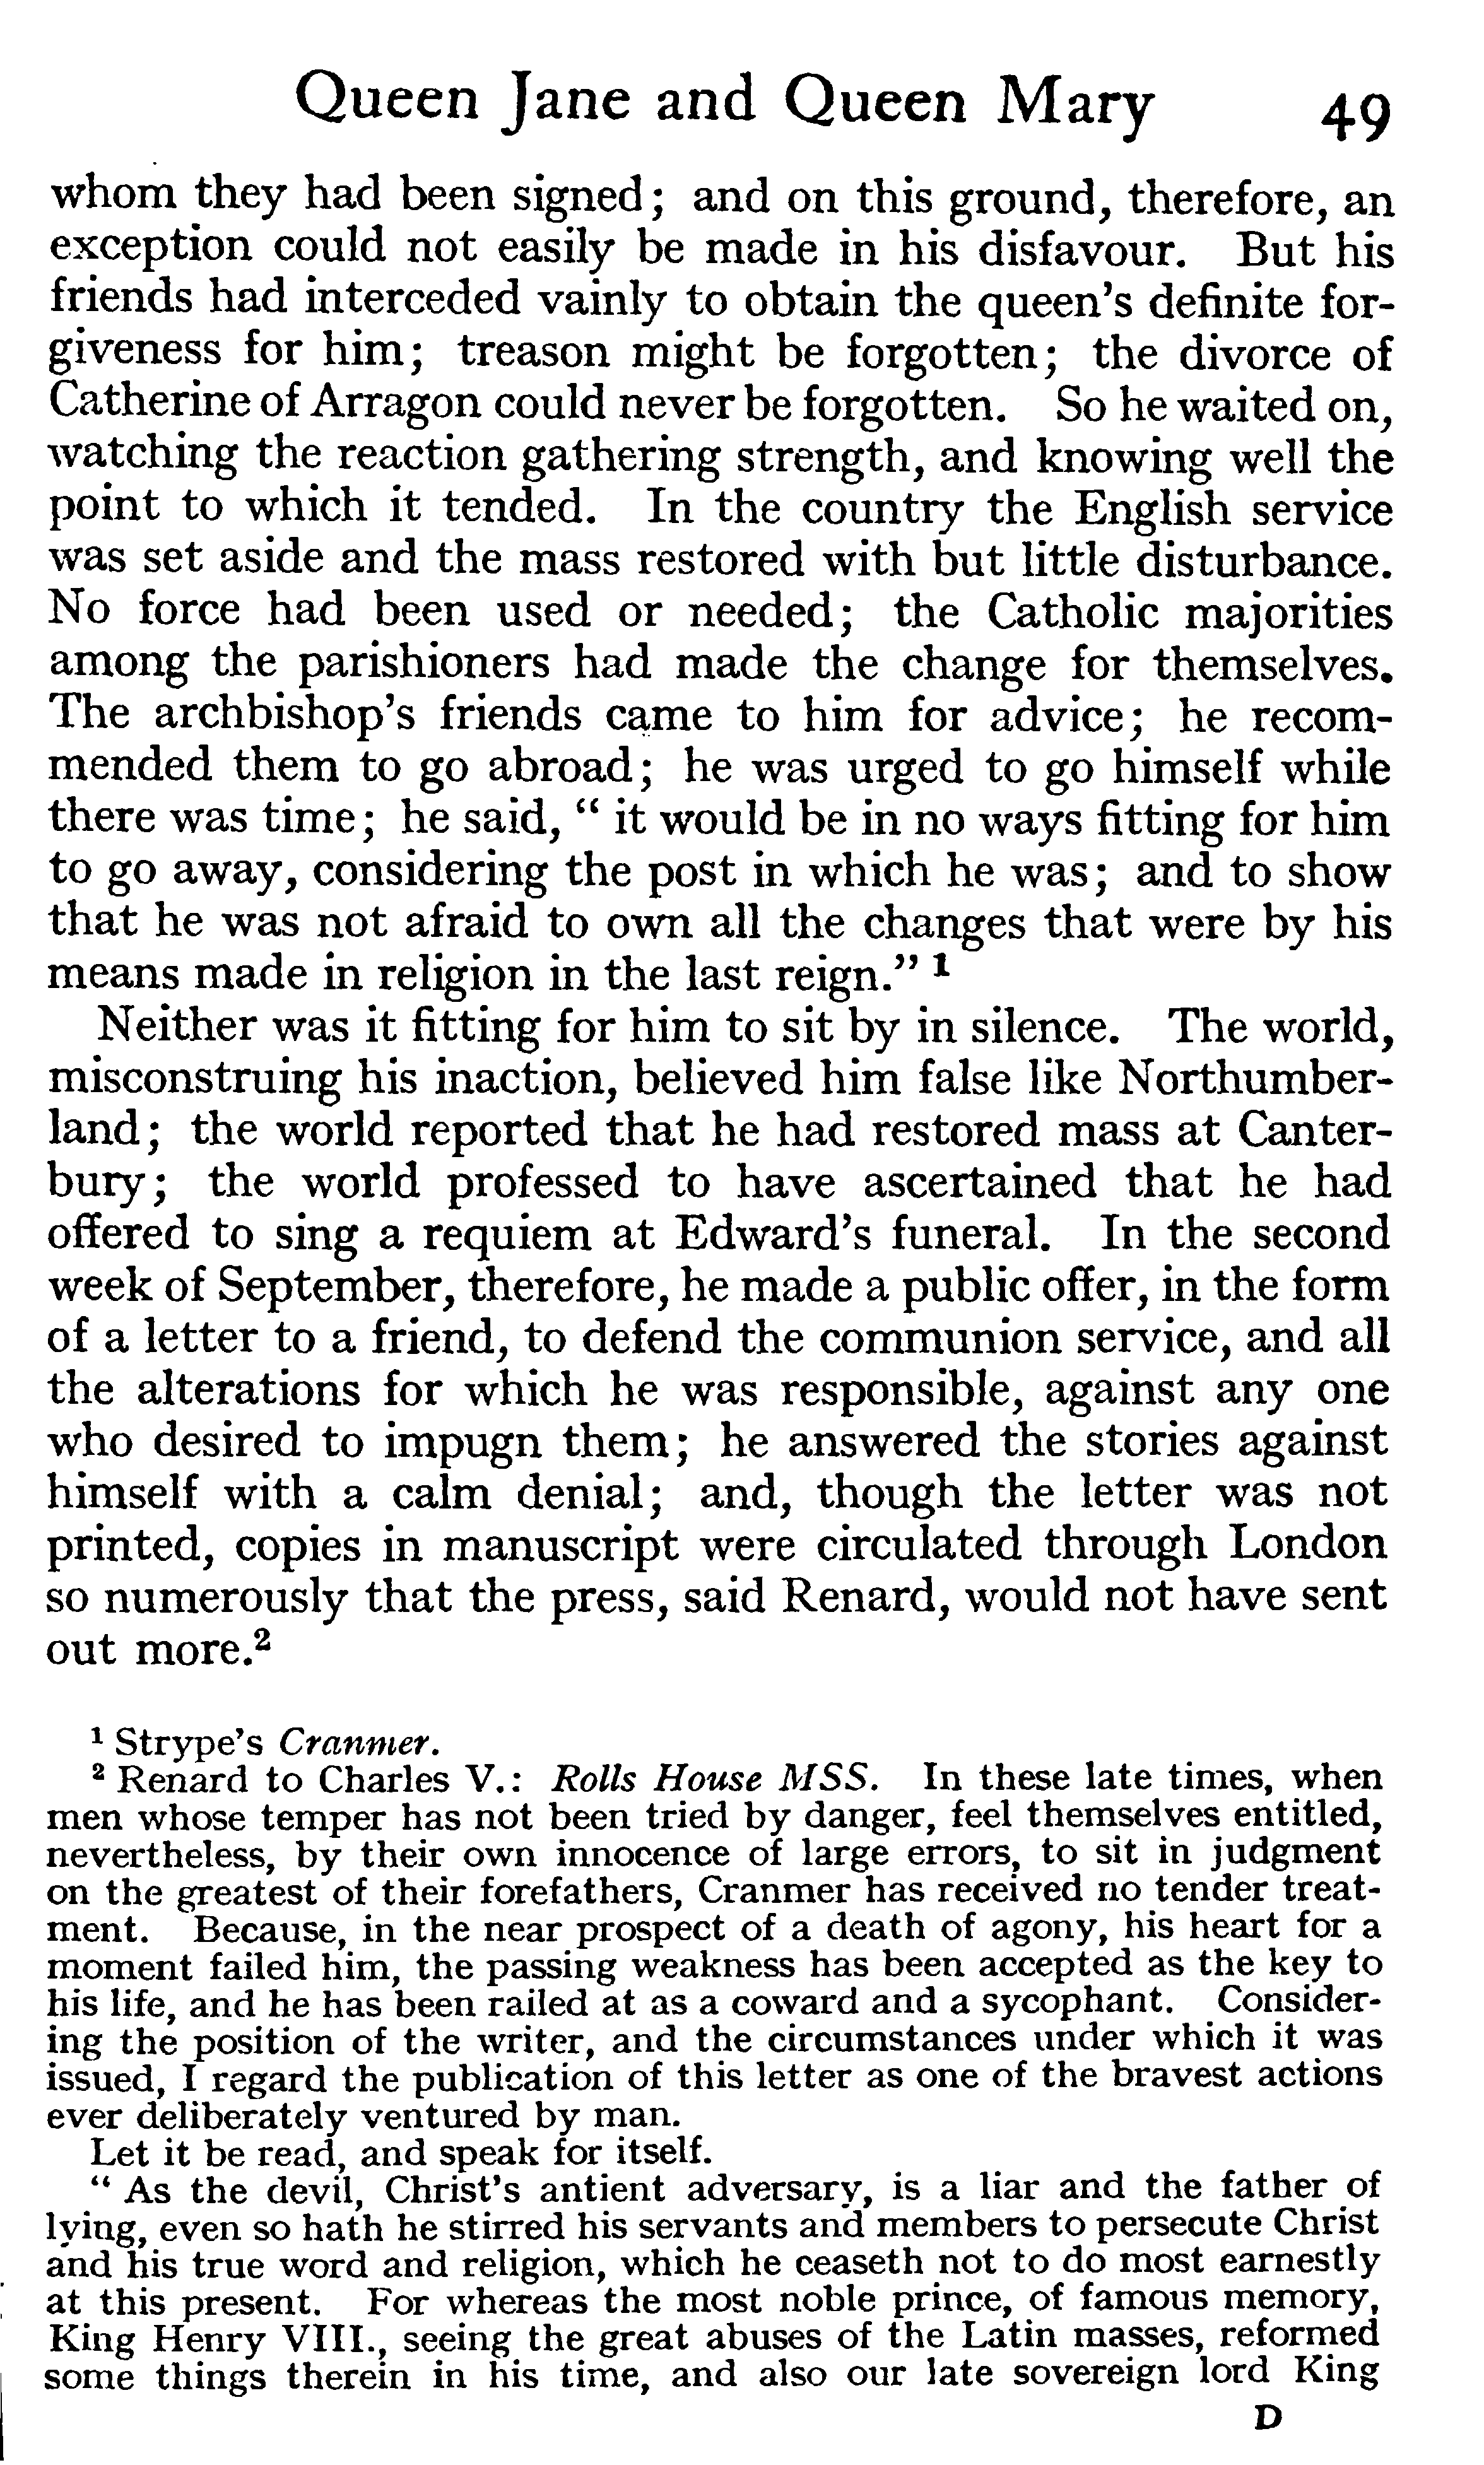 Queen Jane and Queen Mary 49
whom they had been signed; and on this ground, therefore, an
exception could not easily be made in his disfavour. But his
friends had interceded vainly to obtain the queen's definite for-
giveness for him; treason might be forgotten; the divorce of
Catherine of Arragon could never be forgotten. So he waited on,
watching the reaction gathering strength, and knowing well the
point to which it tended. In the country the English service
was set aside and the mass restored with but little disturbance.
No force had been used or needed; the Catholic majorities
among the parishioners had made the change for themselves.
The archbishop's friends came to him for advice; he recom-
mended them to go abroad; he was urged to go himself while
there was time; he said, " it would be in no ways fitting for him
to go away, considering the post in which he was; and to show
that he was not afraid to own all the changes that were by his
means made in religion in the last reign." ¹
Neither was it fitting for him to sit by in silence. The world,
misconstruing his inaction, believed him false like Northumber-
land; the world reported that he had restored mass at Canter-
bury; the world professed to have ascertained that he had
offered to sing a requiem at Edward's funeral. In the second
week of September, therefore, he made a public offer, in the form
of a letter to a friend, to defend the communion service, and all
the alterations for which he was responsible, against any one
who desired to impugn them; he answered the stories against
himself with a calm denial; and, though the letter was not
printed, copies in manuscript were circulated through London
so numerously that the press, said Renard, would not have sent
out more.²
¹ Strype's Cranmer.
² Renard to Charles V.: Rolls House MSS. In these late times, when
men whose temper has not been tried by danger, feel themselves entitled,
nevertheless, by their own innocence of large errors, to sit in judgment
on the greatest of their forefathers, Cranmer has received no tender treat-
ment. Because, in the near prospect of a death of agony, his heart for a
moment failed him, the passing weakness has been accepted as the key to
his life, and he has been railed at as a coward and a sycophant. Consider-
ing the position of the writer, and the circumstances under which it was
issued, I regard the publication of this letter as one of the bravest actions
ever deliberately ventured by man.
Let it be read, and speak for itself.
" As the devil, Christ's antient adversary, is a liar and the father of
lying, even so hath he stirred his servants and members to persecute Christ
and his true word and religion, which he ceaseth not to do most earnestly
at this present. For whereas the most noble prince, of famous memory,
King Henry VIII., seeing the great abuses of the Latin masses, reformed
some things therein in his time, and also our late sovereign lord King
D